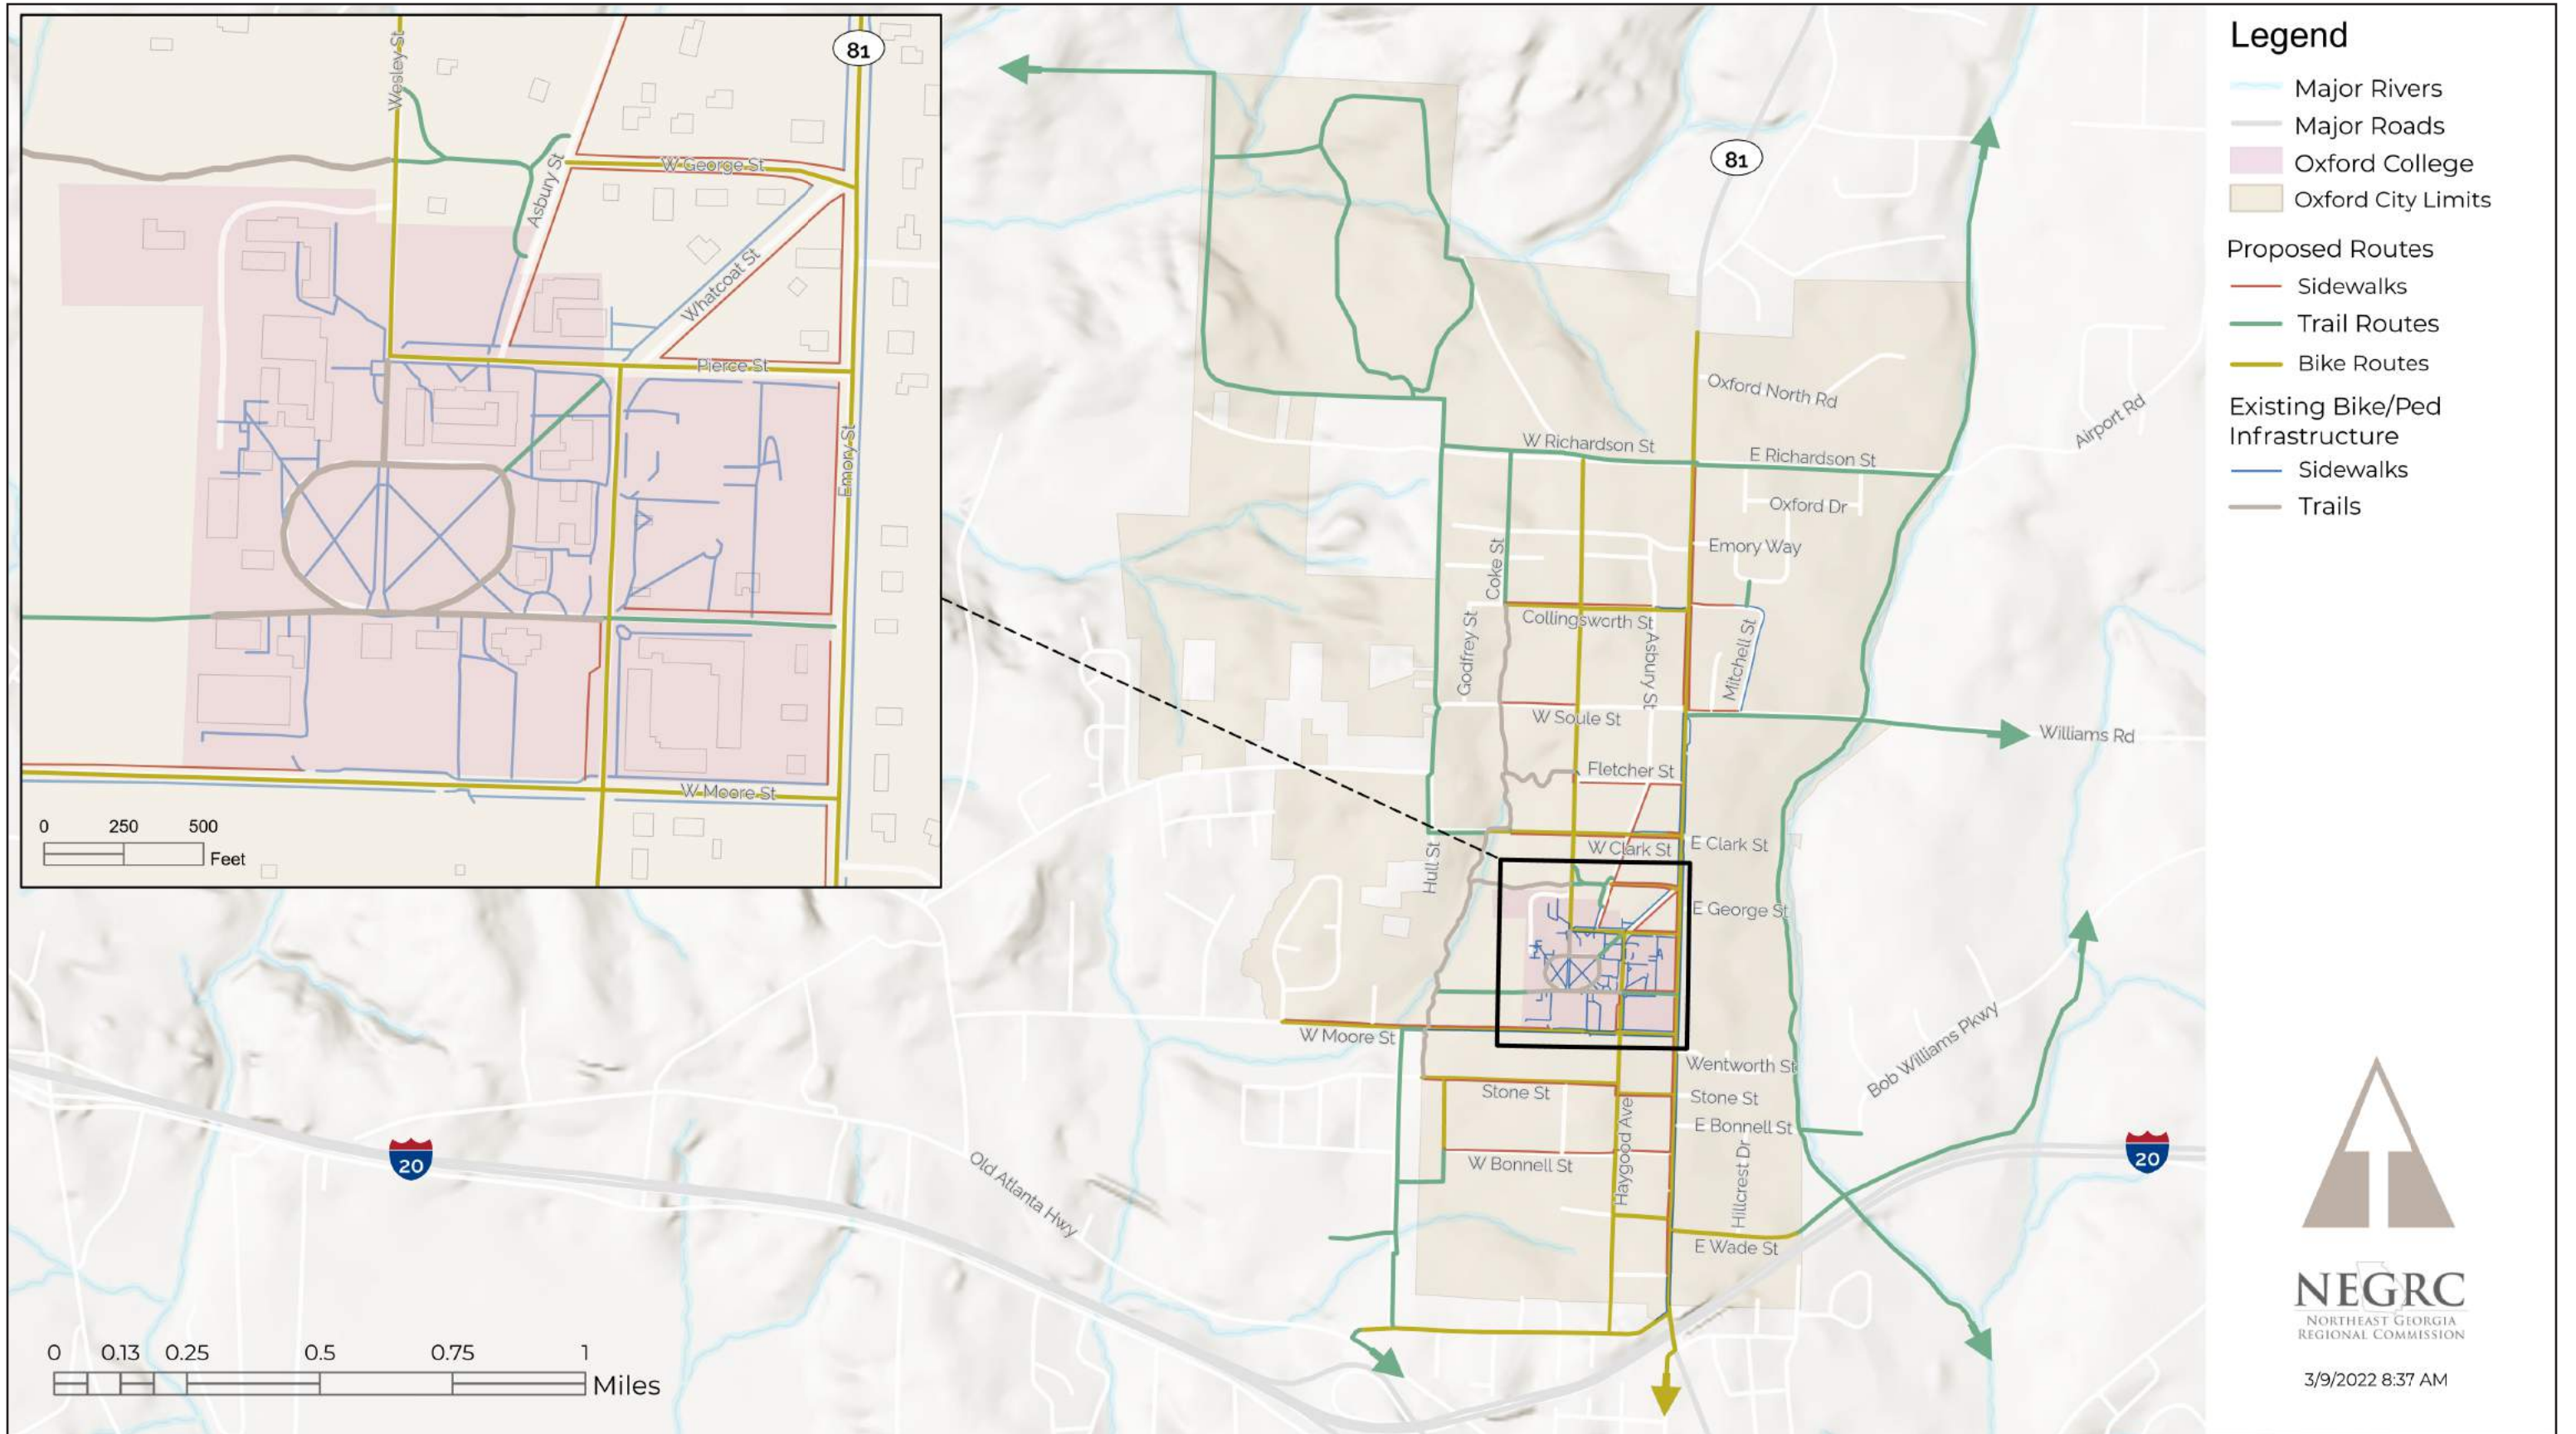 Wesley St
81
W George St
Asbury St
Whatcoat St
Pierce St
Emory St
W Moore St
0 250 500
Feet
81
Oxford North Rd
Airport Rd
W Richardson St
E Richardson St
Oxford Dr
Emory Way
Coke St
Collingsworth St
Godfrey St
Asbury St
Mitchell St
W Soule St
Williams Rd
Fletcher St
W Clark St
E Clark St
Hull St
E George St
W Moore St
Wentworth St
Bob Williams Pkwy
Stone St
Stone St
E Bonnell St
W Bonnell St
Haygood Ave
Hillcrest Dr
E Wade St
Old Atlanta Hwy
20
20
0 0.13 0.25 0.5 0.75 1
Miles
Legend
Major Rivers
Major Roads
Oxford College
Oxford City Limits
Proposed Routes
Sidewalks
Trail Routes
Bike Routes
Existing Bike/Ped
Infrastructure
Sidewalks
Trails
NEGRC
NORTHEAST GEORGIA
REGIONAL COMMISSION
3/9/2022 8:37 AM